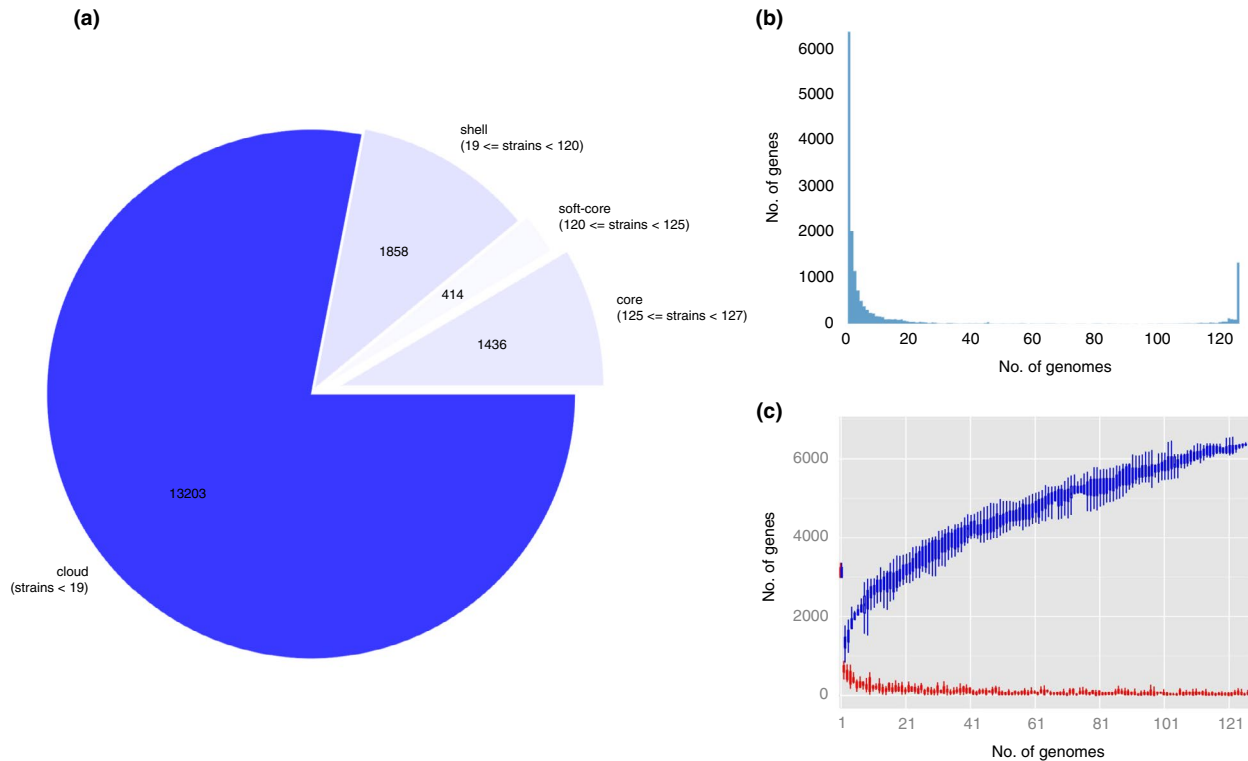 (a)
shell
(19 <= strains < 120)
soft-core
(120 <= strains < 125)
core
(125 <= strains < 127)
1858
414
1436
13203
cloud
(strains < 19)
(b)
No. of genes
6000
5000
4000
3000
2000
1000
0
0 20 40 60 80 100 120
No. of genomes
(c)
No. of genes
6000
4000
2000
0
1 21 41 61 81 101 121
No. of genomes